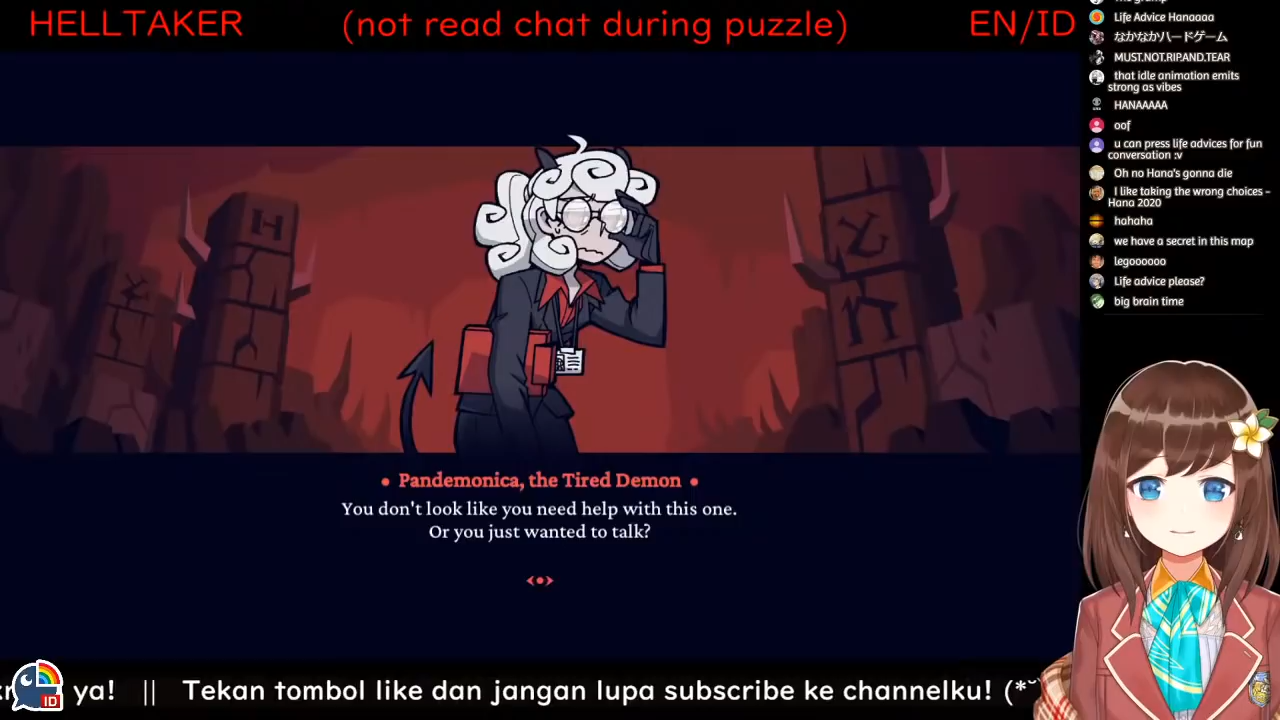 HELLTAKER (not read chat during puzzle) EN/ID
Life Advice Hanaaaa
なかなかハードゲーム
MUST.NOT.RIP.AND.TEAR
that idle animation emits
strong as vibes
HANAAAAA
oof
u can press life advices for fun
conversation :v
Oh no Hana's gonna die
I like taking the wrong choices -
Hana 2020
hahaha
we have a secret in this map
legoooooo
Life advice please?
big brain time
• Pandemonica, the Tired Demon •
You don't look like you need help with this one.
Or you just wanted to talk?
ya! || Tekan tombol like dan jangan lupa subscribe ke channelku! (*˘
ID